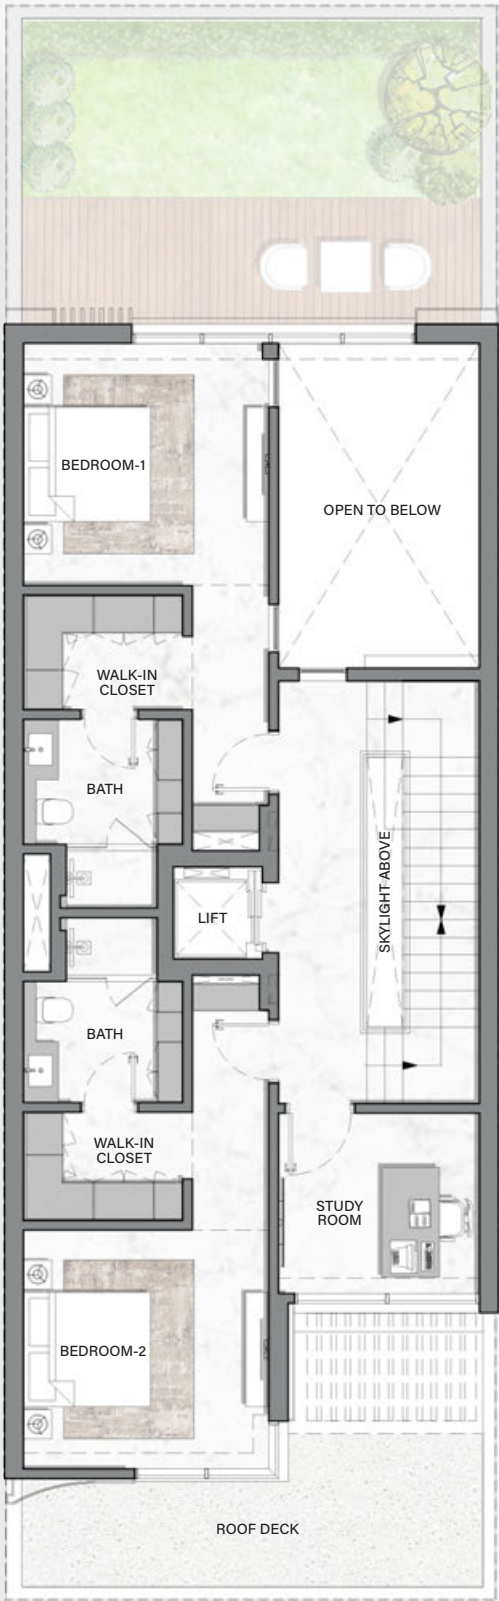 BEDROOM-1
OPEN TO BELOW
WALK-IN
CLOSET
BATH
SKYLIGHT ABOVE
LIFT
BATH
WALK-IN
CLOSET
STUDY
ROOM
BEDROOM-2
ROOF DECK